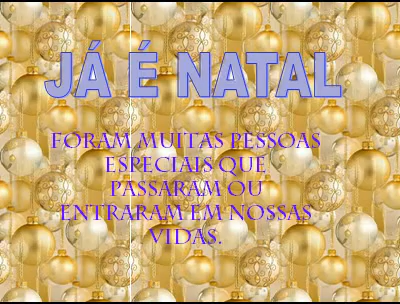 JÁ É NATAL
FORAM MUITAS PESSOAS
ESPECIAIS QUE
PASSARAM OU
ENTRARAM EM NOSSAS
VIDAS.